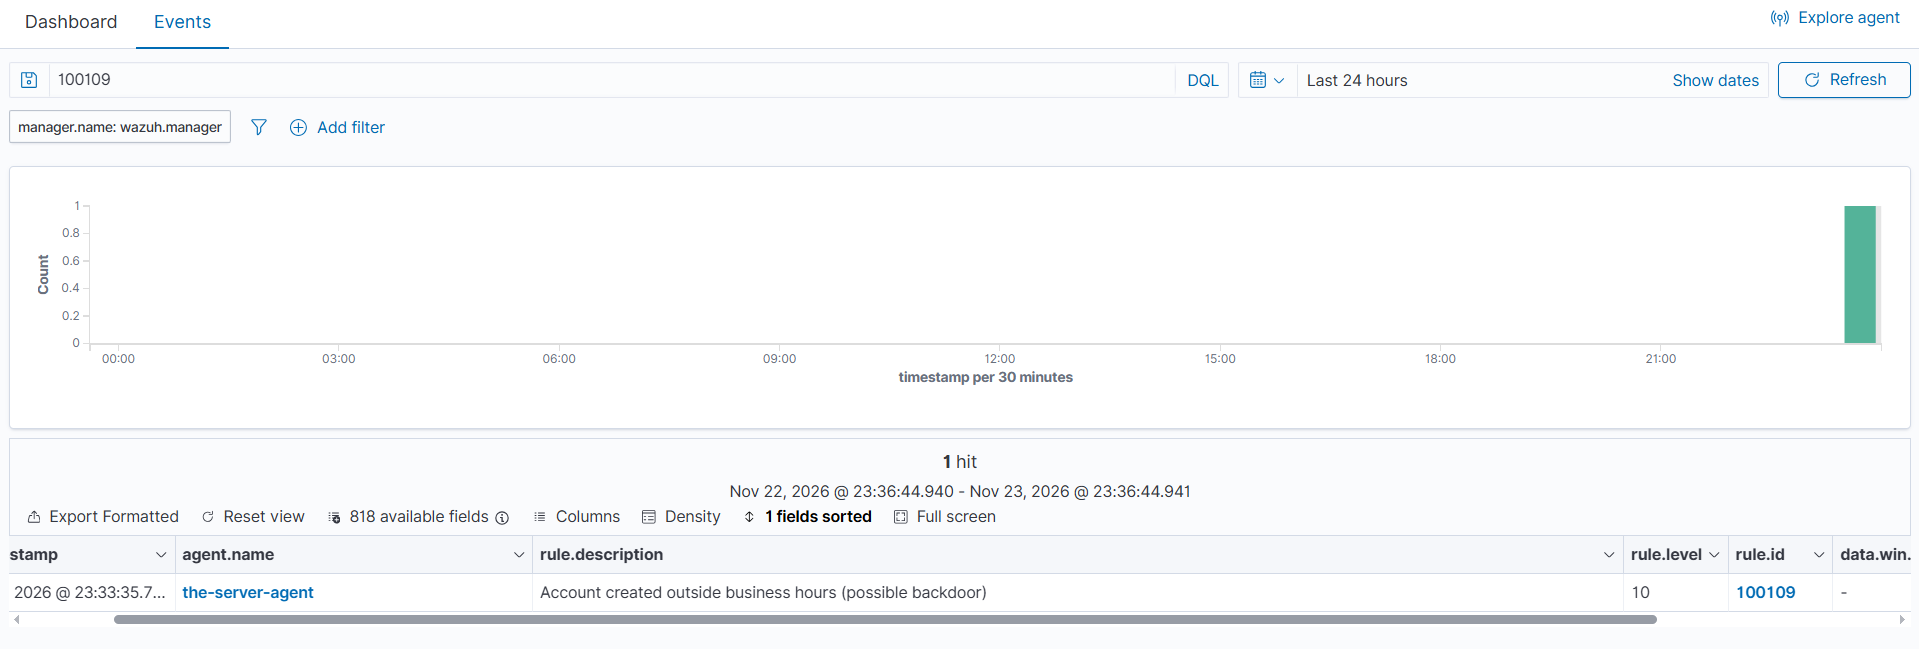 Dashboard Events Explore agent
100109 DQL Last 24 hours Show dates Refresh
manager.name: wazuh.manager Add filter
1
0.8
0.6
0.4
0.2
0
Count
00:00 03:00 06:00 09:00 12:00 15:00 18:00 21:00
timestamp per 30 minutes
1 hit
Nov 22, 2026 @ 23:36:44.940 - Nov 23, 2026 @ 23:36:44.941
Export Formatted Reset view 818 available fields Columns Density 1 fields sorted Full screen
stamp agent.name rule.description rule.level rule.id data.win.
2026 @ 23:33:35.7... the-server-agent Account created outside business hours (possible backdoor) 10 100109 -